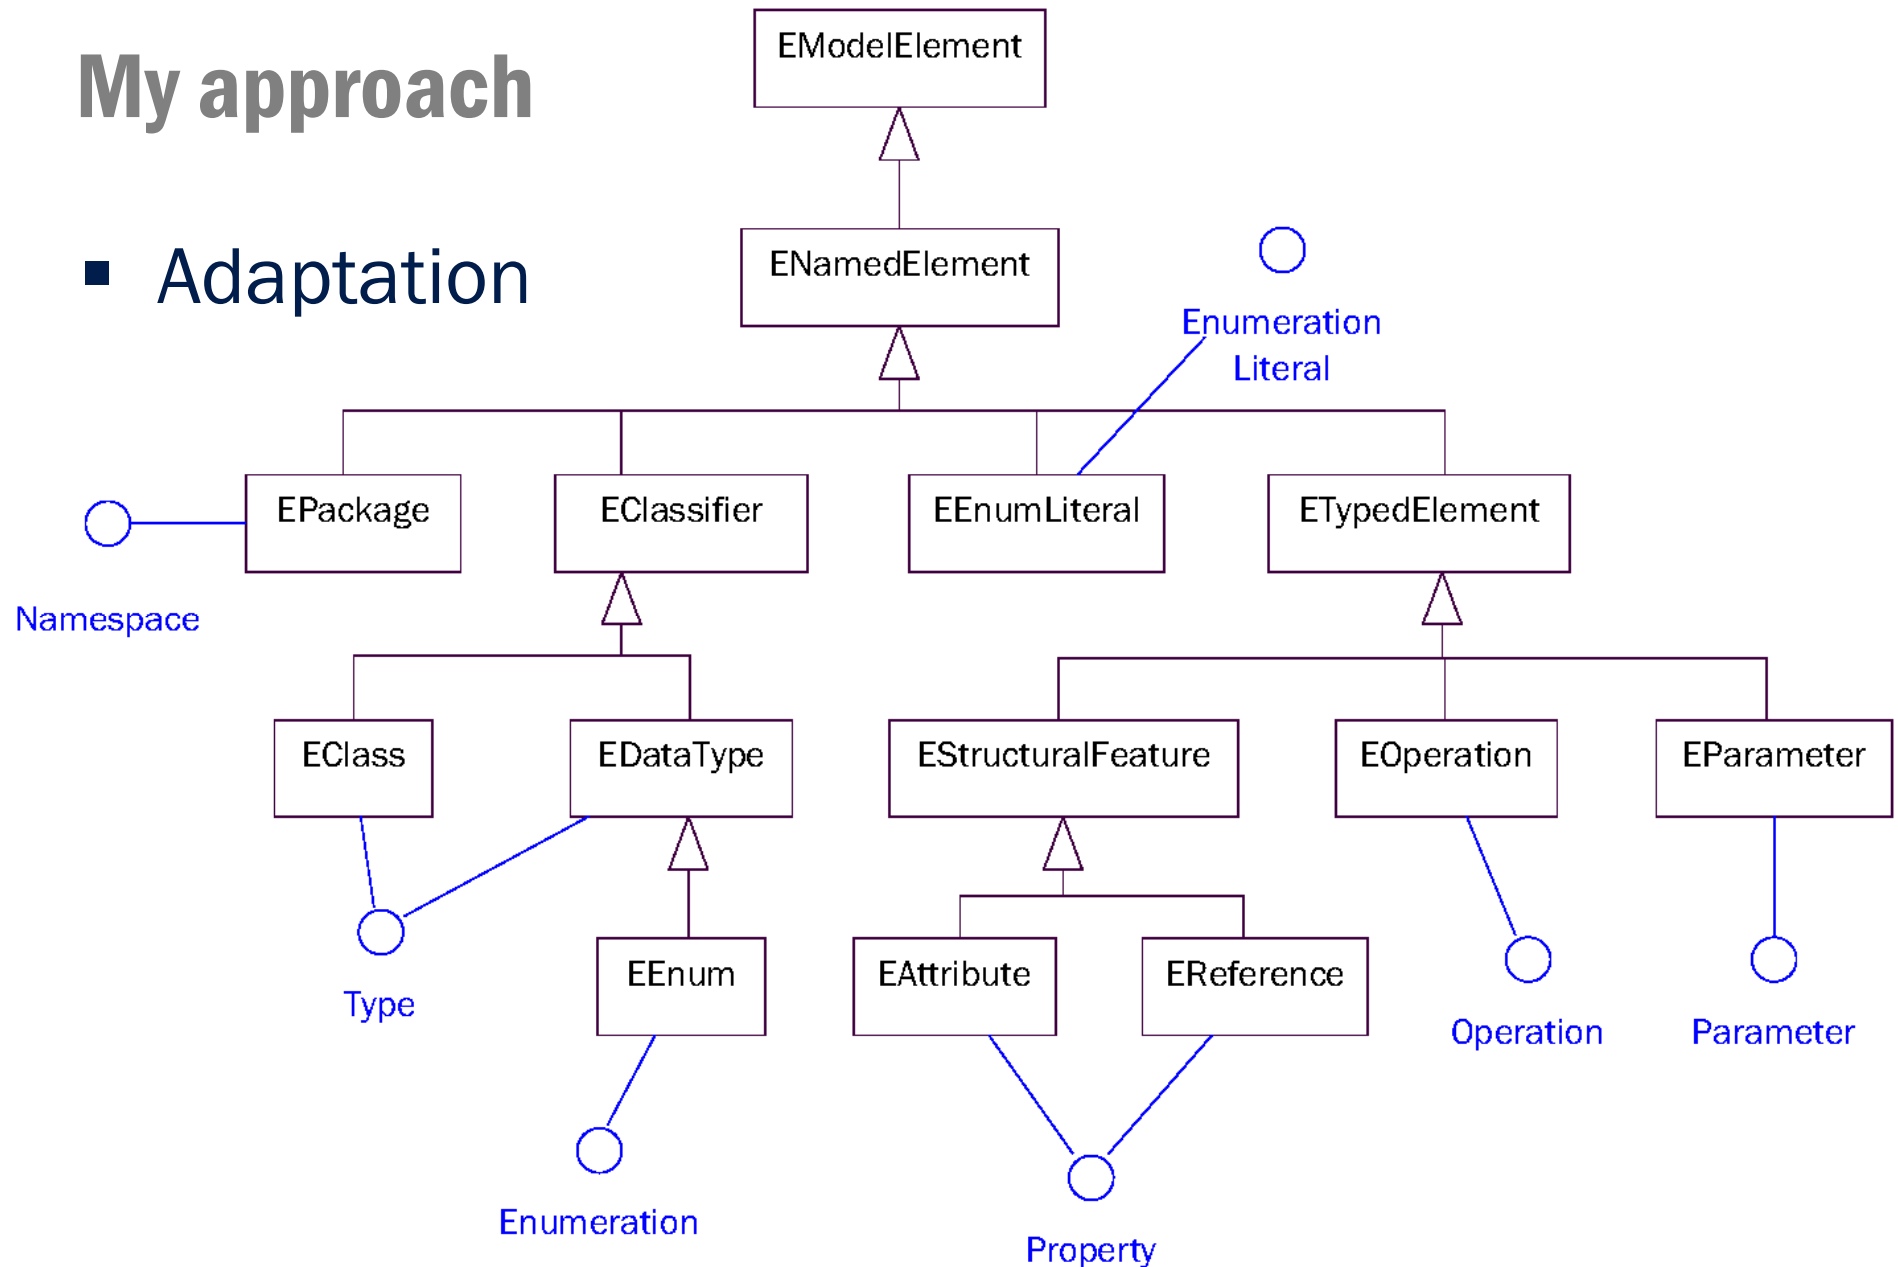 My approach
▪ Adaptation
EModelElement
ENamedElement
Enumeration
Literal
EPackage
EClassifier
EEnumLiteral
ETypedElement
Namespace
EClass
EDataType
EStructuralFeature
EOperation
EParameter
Type
EEnum
EAttribute
EReference
Operation
Parameter
Enumeration
Property